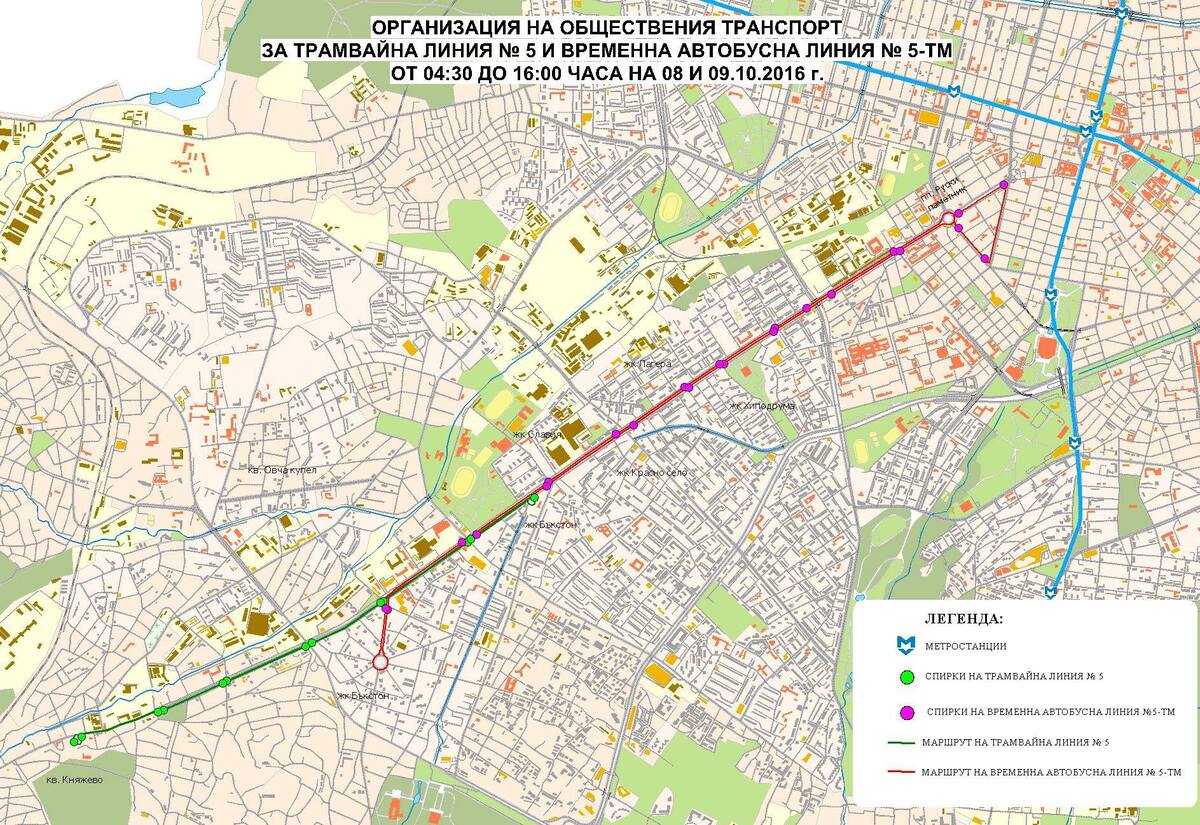 ОРГАНИЗАЦИЯ НА ОБЩЕСТВЕНИЯ ТРАНСПОРТ
ЗА ТРАМВАЙНА ЛИНИЯ № 5 И ВРЕМЕННА АВТОБУСНА ЛИНИЯ № 5-ТМ
ОТ 04:30 ДО 16:00 ЧАСА НА 08 И 09.10.2016 г.
пл. Руски
паметник
жк Лагера
жк Хиподрума
жк Славия
кв. Овча купел
жк Красно село
жк Бъкстон
жк Бъкстон
кв. Княжево
ЛЕГЕНДА:
МЕТРОСТАНЦИИ
СПИРКИ НА ТРАМВАЙНА ЛИНИЯ № 5
СПИРКИ НА ВРЕМЕННА АВТОБУСНА ЛИНИЯ №5-ТМ
МАРШРУТ НА ТРАМВАЙНА ЛИНИЯ № 5
МАРШРУТ НА ВРЕМЕННА АВТОБУСНА ЛИНИЯ № 5-ТМ